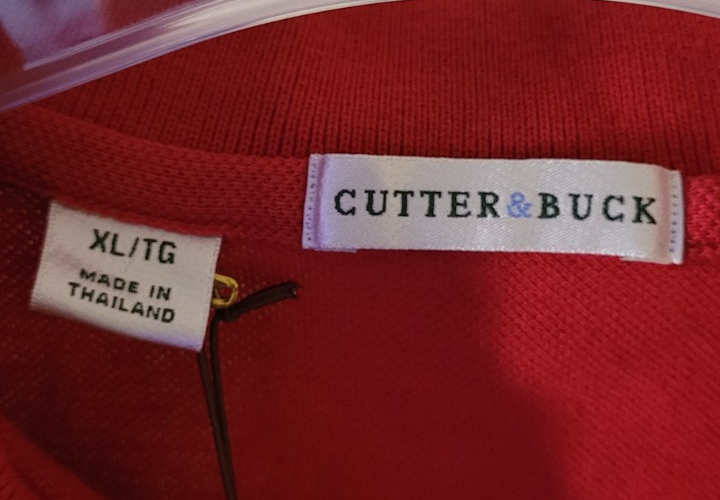 CUTTER&BUCK
XL/TG
MADE IN
THAILAND